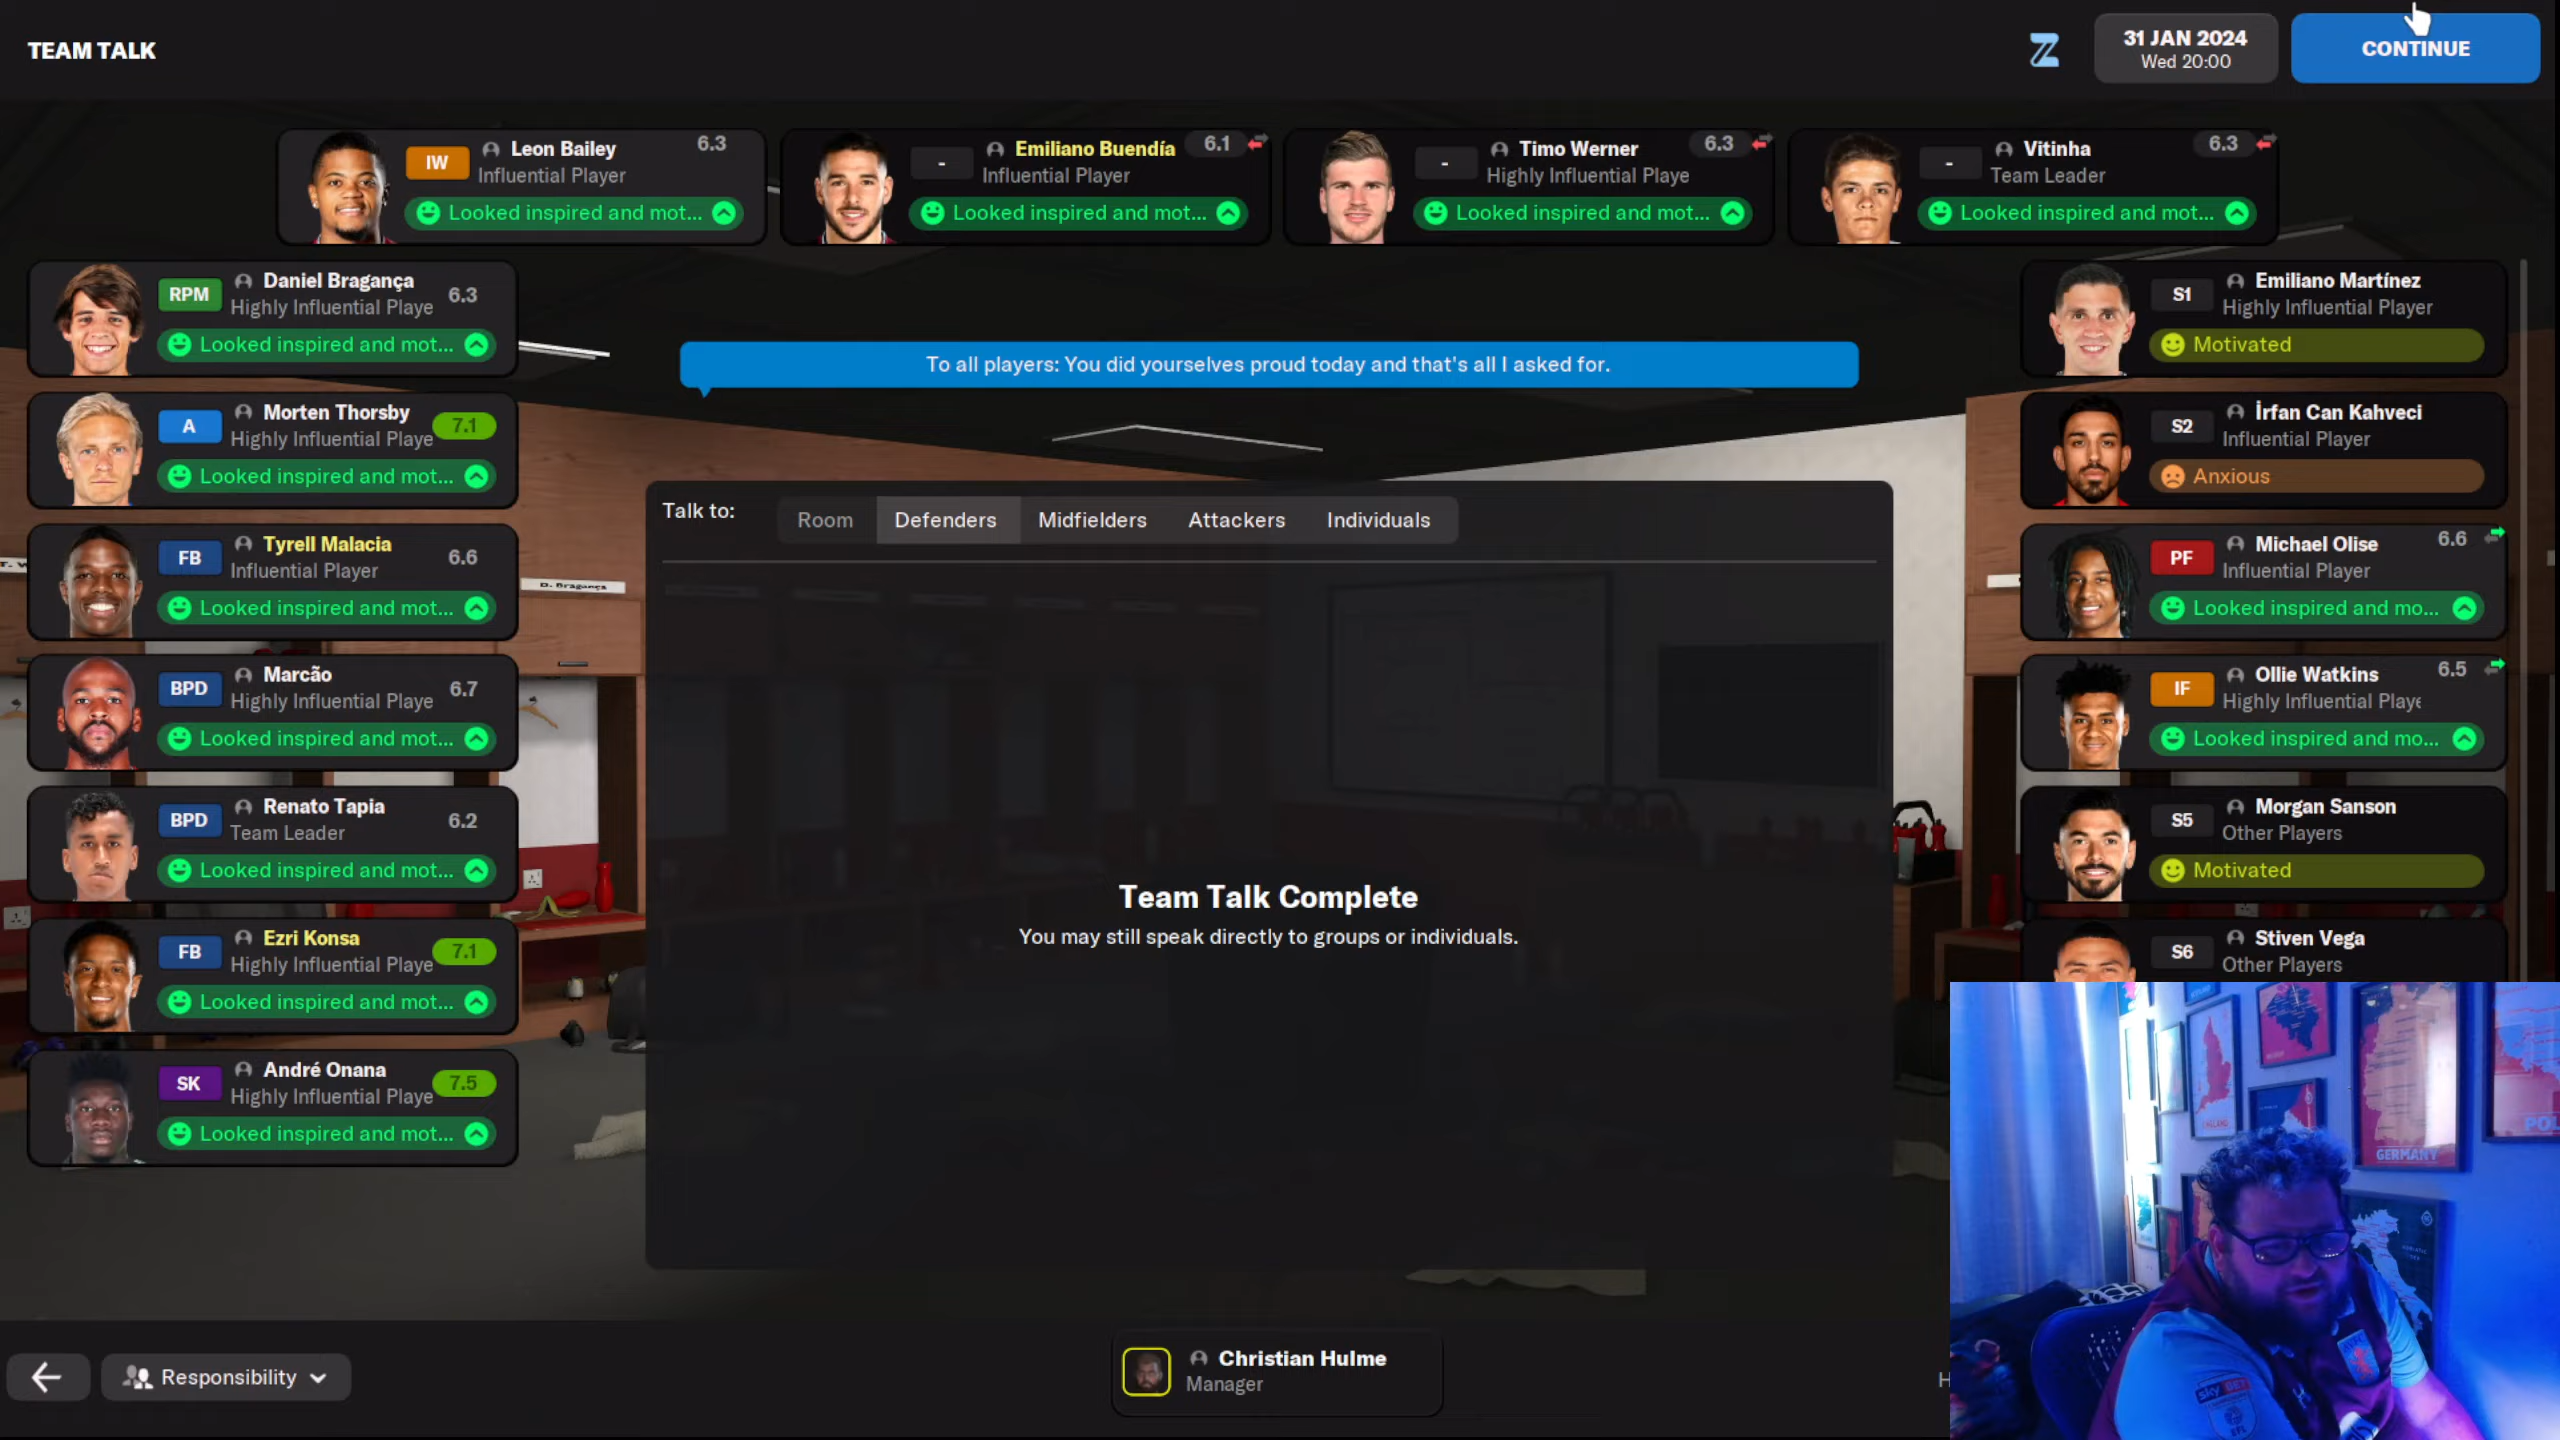 TEAM TALK
31 JAN 2024
Wed 20:00
CONTINUE
IW
Leon Bailey
6.3
Influential Player
Looked inspired and mot...
-
Emiliano Buendía
6.1
Influential Player
Looked inspired and mot...
-
Timo Werner
6.3
Highly Influential Playe
Looked inspired and mot...
-
Vitinha
6.3
Team Leader
Looked inspired and mot...
RPM
Daniel Bragança
6.3
Highly Influential Playe
Looked inspired and mot...
A
Morten Thorsby
7.1
Highly Influential Playe
Looked inspired and mot...
FB
Tyrell Malacia
6.6
Influential Player
Looked inspired and mot...
BPD
Marcão
6.7
Highly Influential Playe
Looked inspired and mot...
BPD
Renato Tapia
6.2
Team Leader
Looked inspired and mot...
FB
Ezri Konsa
7.1
Highly Influential Playe
Looked inspired and mot...
SK
André Onana
7.5
Highly Influential Playe
Looked inspired and mot...
D. Bragança
To all players: You did yourselves proud today and that's all I asked for.
Talk to:
Room
Defenders
Midfielders
Attackers
Individuals
Team Talk Complete
You may still speak directly to groups or individuals.
S1
Emiliano Martínez
Highly Influential Player
Motivated
S2
İrfan Can Kahveci
Influential Player
Anxious
PF
Michael Olise
6.6
Influential Player
Looked inspired and mo...
IF
Ollie Watkins
6.5
Highly Influential Playe
Looked inspired and mo...
S5
Morgan Sanson
Other Players
Motivated
S6
Stiven Vega
Other Players
GERMANY
POL
sky BET
Responsibility
Christian Hulme
Manager
H